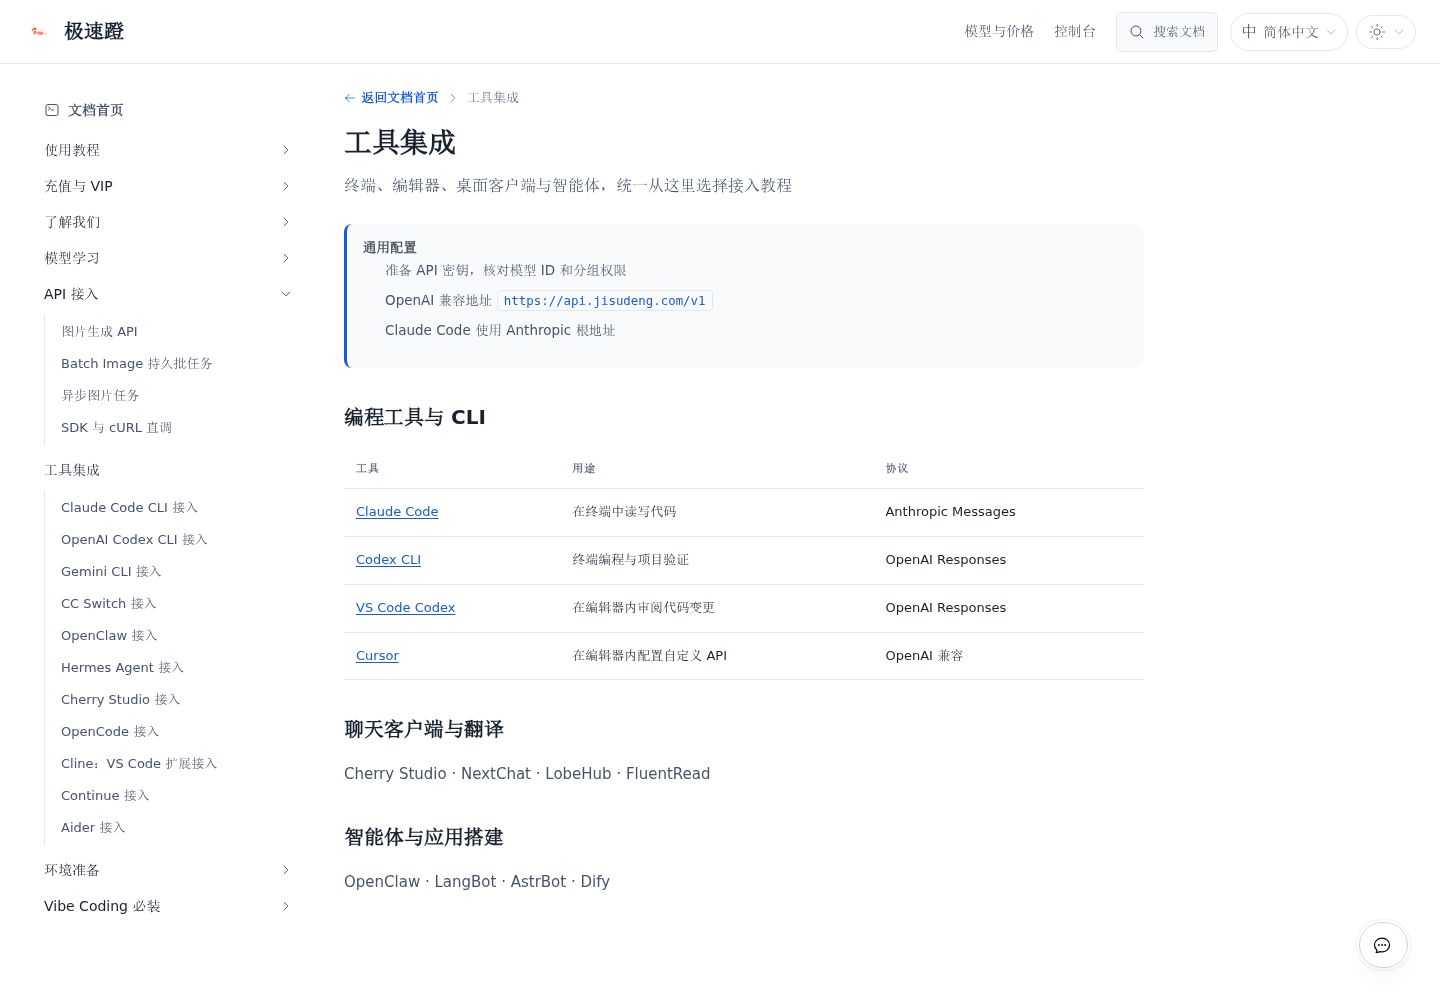 极速蹬
模型与价格
控制台
搜索文档
中 简体中文
文档首页
使用教程
充值与 VIP
了解我们
模型学习
API 接入
图片生成 API
Batch Image 持久批任务
异步图片任务
SDK 与 cURL 直调
工具集成
Claude Code CLI 接入
OpenAI Codex CLI 接入
Gemini CLI 接入
CC Switch 接入
OpenClaw 接入
Hermes Agent 接入
Cherry Studio 接入
OpenCode 接入
Cline：VS Code 扩展接入
Continue 接入
Aider 接入
环境准备
Vibe Coding 必装
← 返回文档首页 > 工具集成
工具集成
终端、编辑器、桌面客户端与智能体，统一从这里选择接入教程
通用配置
准备 API 密钥，核对模型 ID 和分组权限
OpenAI 兼容地址 https://api.jisudeng.com/v1
Claude Code 使用 Anthropic 根地址
编程工具与 CLI
工具 用途 协议
Claude Code 在终端中读写代码 Anthropic Messages
Codex CLI 终端编程与项目验证 OpenAI Responses
VS Code Codex 在编辑器内审阅代码变更 OpenAI Responses
Cursor 在编辑器内配置自定义 API OpenAI 兼容
聊天客户端与翻译
Cherry Studio · NextChat · LobeHub · FluentRead
智能体与应用搭建
OpenClaw · LangBot · AstrBot · Dify